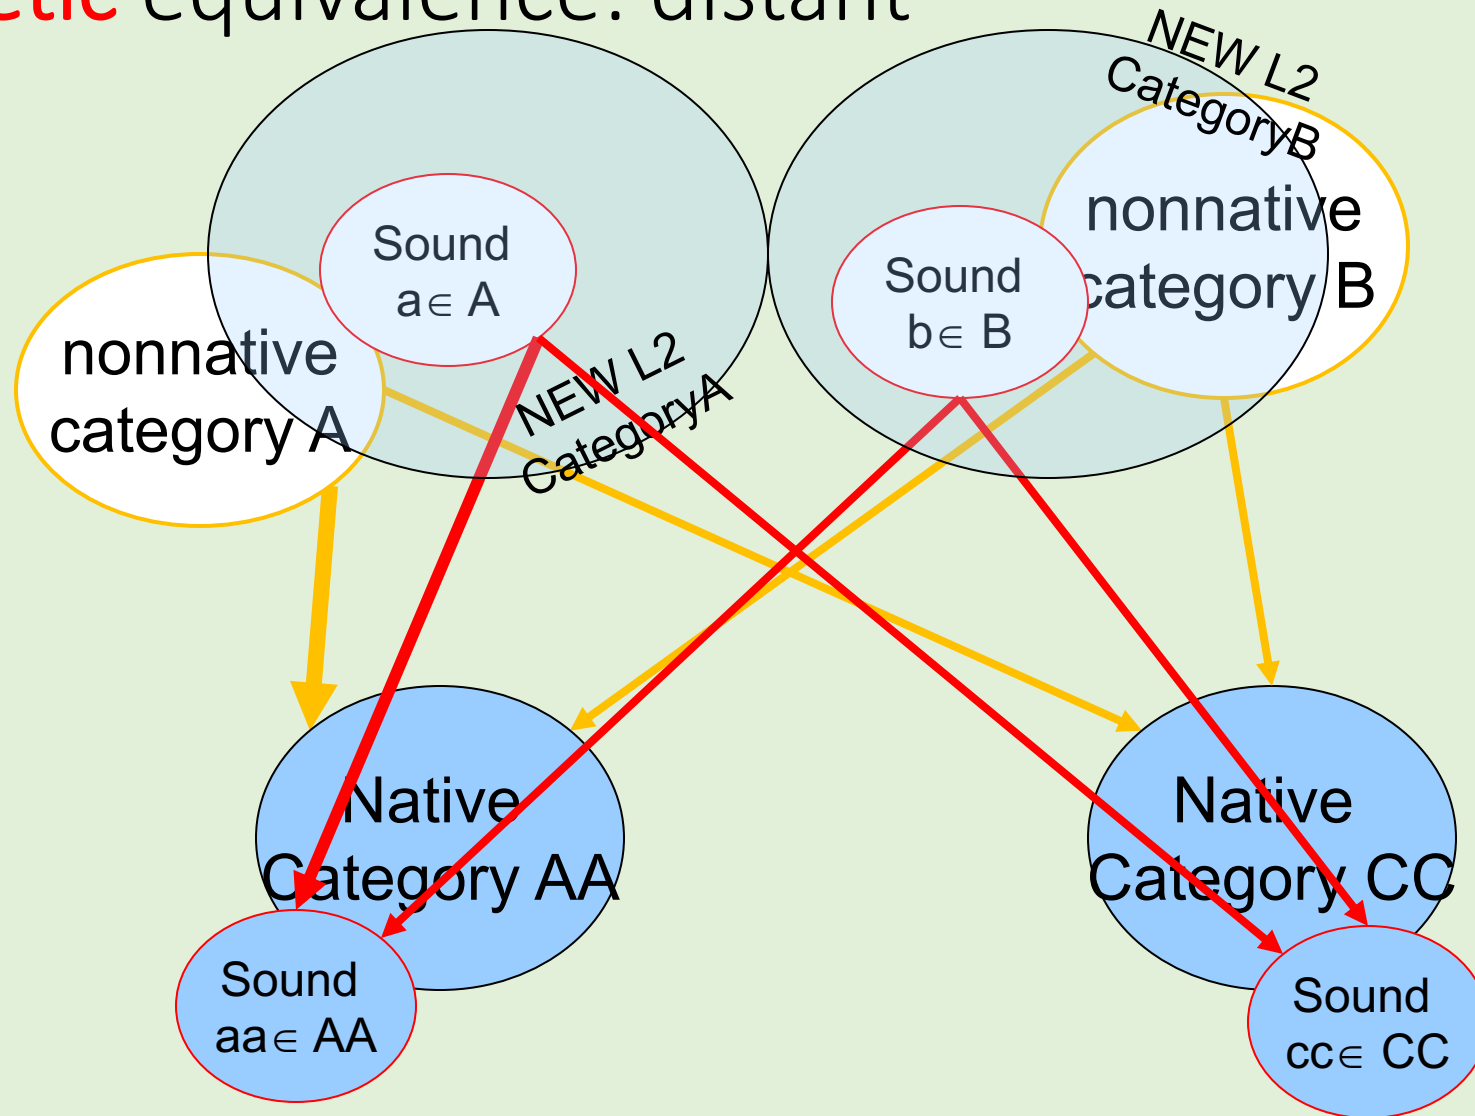 etic equivalence: distant
NEW L2
CategoryB
nonnative
category B
Sound
a∈ A
Sound
b∈ B
nonnative
category A
NEW L2
CategoryA
Native
Category AA
Native
Category CC
Sound
aa∈ AA
Sound
cc∈ CC